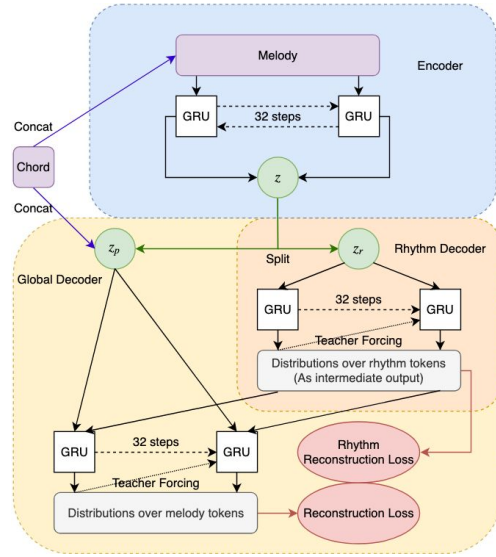 Melody
Encoder
GRU
32 steps
GRU
Concat
Chord
Concat
z
z_p
Split
z_r
Rhythm Decoder
Global Decoder
GRU
32 steps
GRU
Teacher Forcing
Distributions over rhythm tokens
(As intermediate output)
GRU
32 steps
GRU
Teacher Forcing
Rhythm
Reconstruction Loss
Distributions over melody tokens
Reconstruction Loss